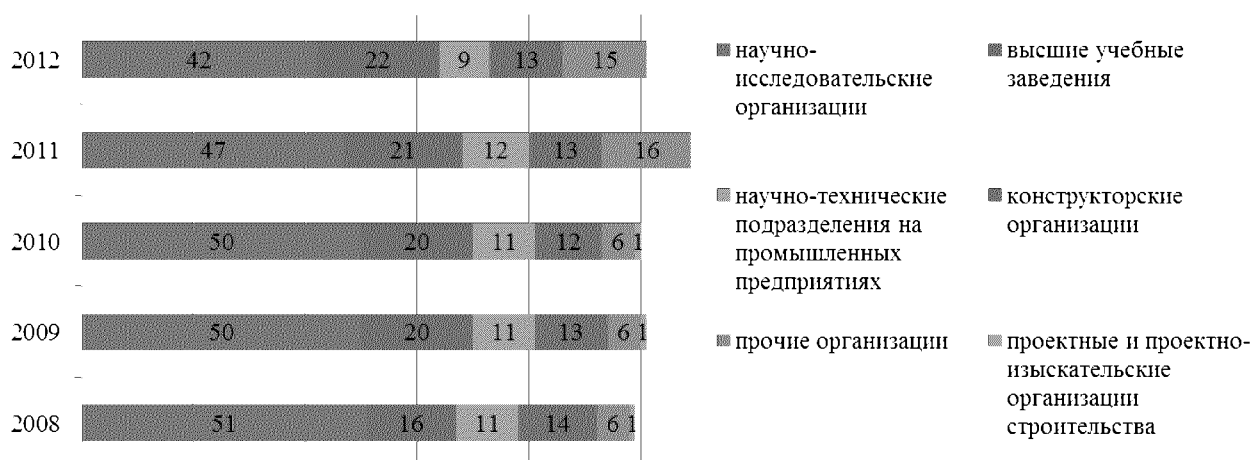 2012 42 22 9 13 15
2011 47 21 12 13 16
2010 50 20 11 12 6 1
2009 50 20 11 13 6 1
2008 51 16 11 14 6 1
научно-
исследовательские
организации
высшие учебные
заведения
научно-технические
подразделения на
промышленных
предприятиях
конструкторские
организации
прочие организации
проектные и проектно-
изыскательские
организации
строительства